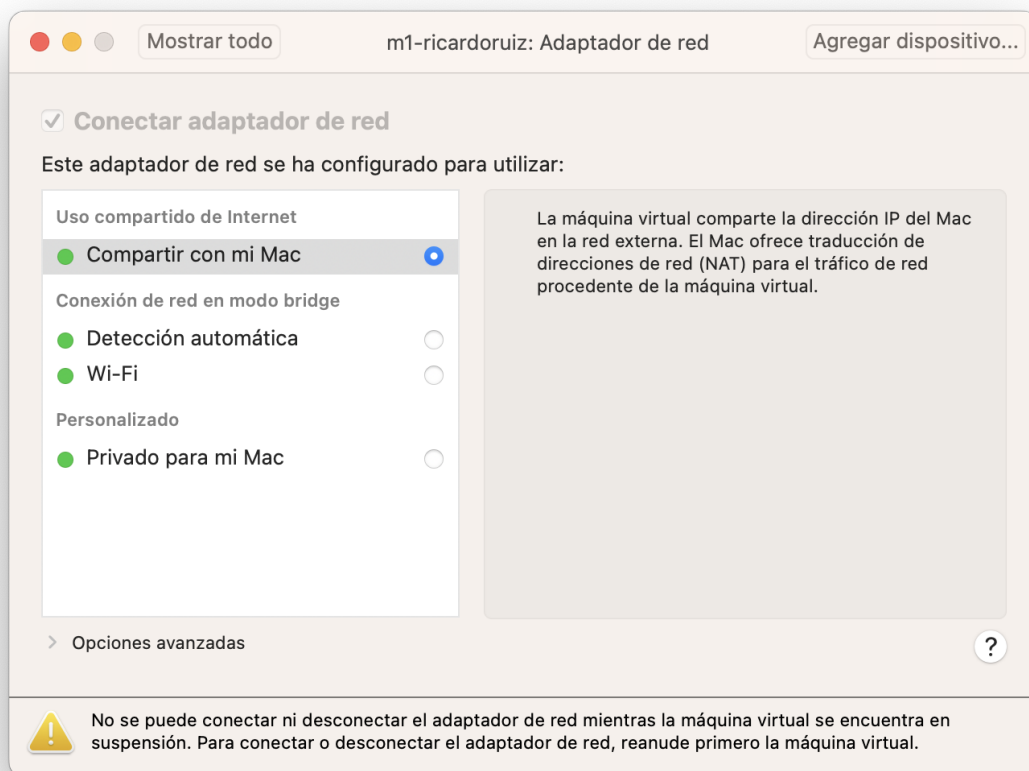 Mostrar todo
m1-ricardoruiz: Adaptador de red
Agregar dispositivo...
Conectar adaptador de red
Este adaptador de red se ha configurado para utilizar:
Uso compartido de Internet
Compartir con mi Mac
Conexión de red en modo bridge
Detección automática
Wi-Fi
Personalizado
Privado para mi Mac
La máquina virtual comparte la dirección IP del Mac
en la red externa. El Mac ofrece traducción de
direcciones de red (NAT) para el tráfico de red
procedente de la máquina virtual.
Opciones avanzadas
?
No se puede conectar ni desconectar el adaptador de red mientras la máquina virtual se encuentra en
suspensión. Para conectar o desconectar el adaptador de red, reanude primero la máquina virtual.